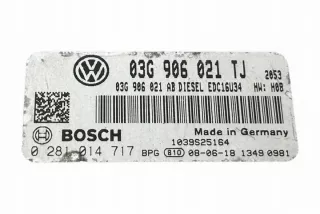 03G 906 021 TJ 2053
03G 906 021 AB DIESEL EDC16U34 HW: H08
BOSCH
Made in Germany
1039S25164
0 281 014 717 BPG 810 08-06-18 1349 0981